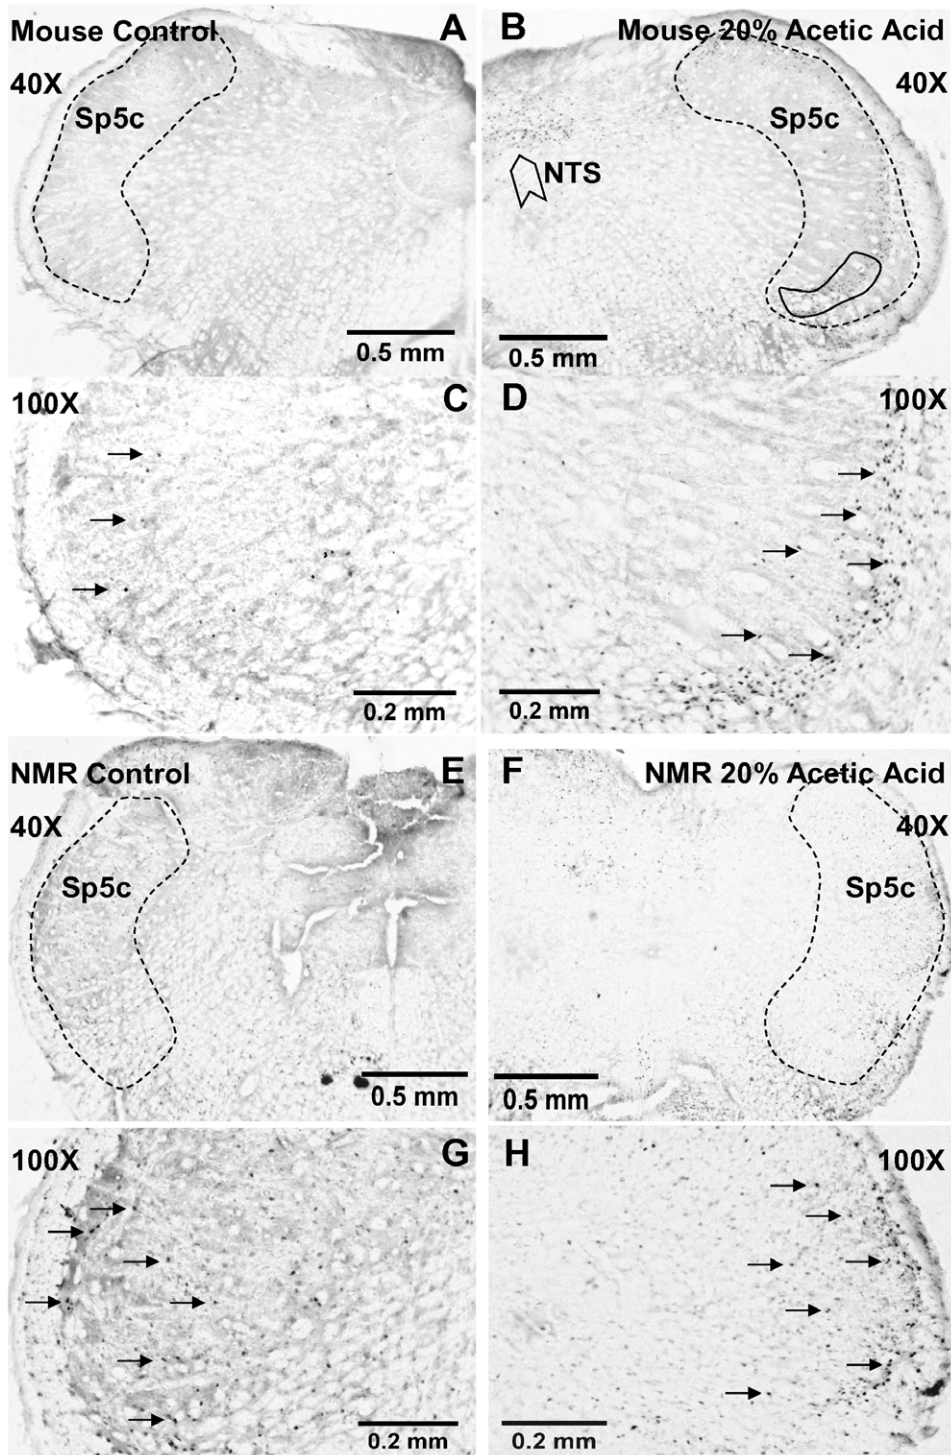 Mouse Control A
40X
Sp5c
0.5 mm
B Mouse 20% Acetic Acid
40X
Sp5c
NTS
0.5 mm
100X C
0.2 mm
D 100X
0.2 mm
NMR Control E
40X
Sp5c
0.5 mm
F NMR 20% Acetic Acid
40X
Sp5c
0.5 mm
100X G
0.2 mm
H 100X
0.2 mm